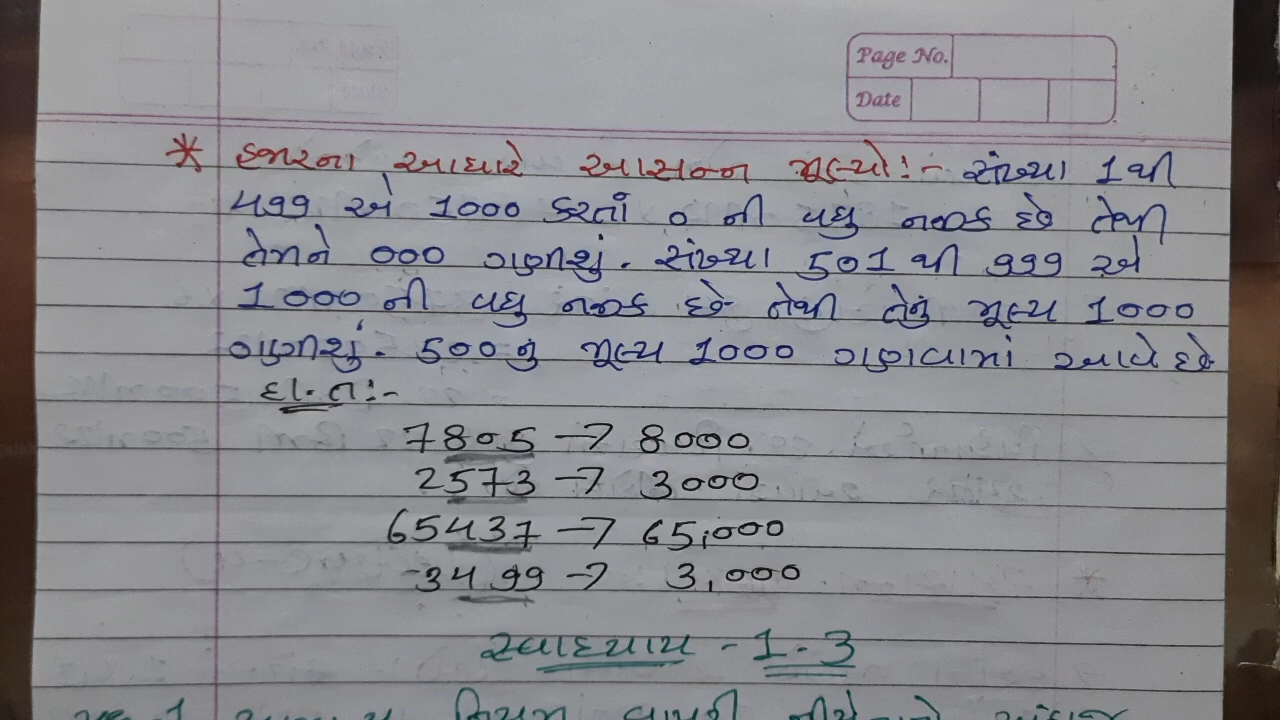 Page No.
Date
* હજારના આધારે આસન્ન મૂલ્યો:- સંખ્યા 1 થી
499 એ 1000 કરતાં 0 ની વધુ નજીક છે તેથી
તેમને 000 ગણાશું. સંખ્યા 501 થી 999 એ
1000 ની વધુ નજીક છે તેથી તેનું મૂલ્ય 1000
ગણાશું. 500 નું મૂલ્ય 1000 ગણવામાં આવે છે
દા.ત:-
7805 → 8000
2573 → 3000
65437 → 65,000
3499 → 3,000
સ્વાધ્યાય - 1.3